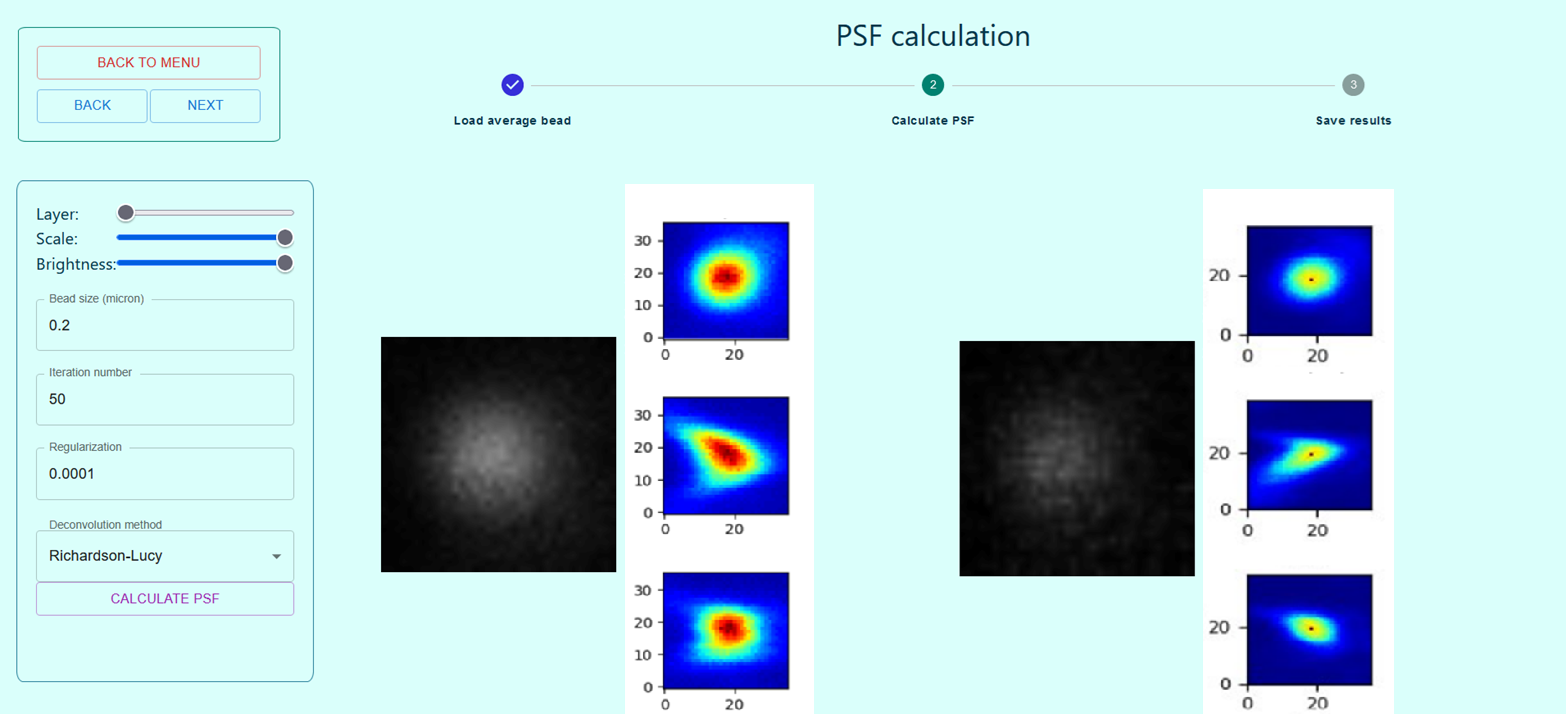 PSF calculation
BACK TO MENU
BACK
NEXT
2
3
Load average bead
Calculate PSF
Save results
Layer:
Scale:
Brightness:
Bead size (micron)
0.2
Iteration number
50
Regularization
0.0001
Deconvolution method
Richardson-Lucy
CALCULATE PSF
30
20
10
0
0
20
30
20
10
0
0
20
30
20
10
0
0
20
20
0
0
20
20
0
0
20
20
0
0
20